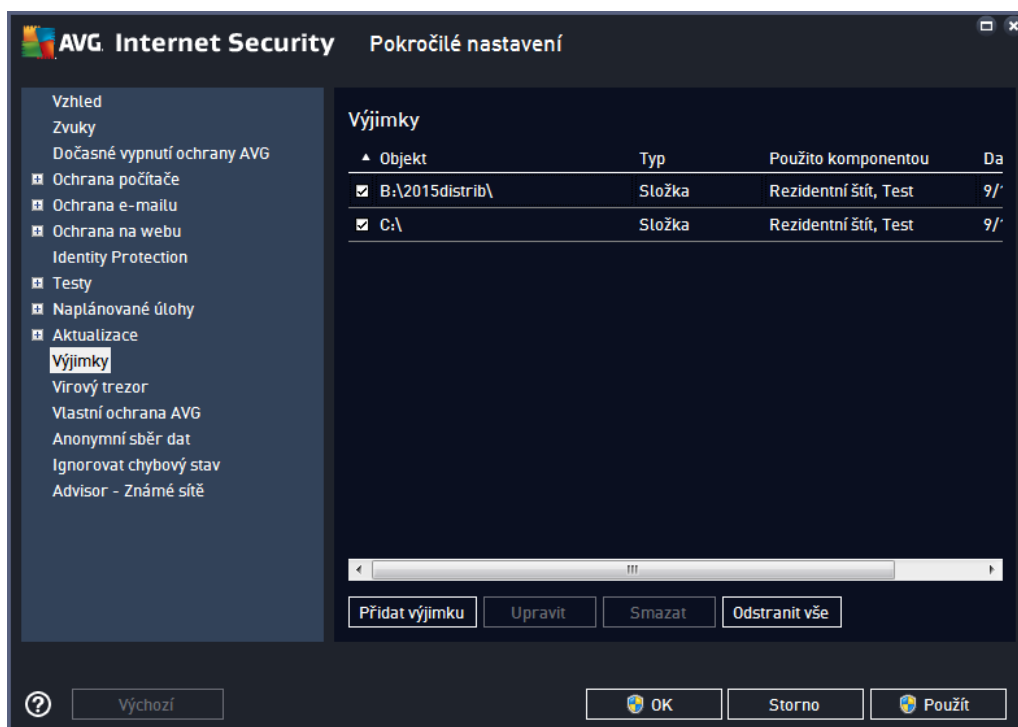 AVG. Internet Security Pokročilé nastavení
Vzhled
Zvuky
Dočasné vypnutí ochrany AVG
Ochrana počítače
Ochrana e-mailu
Ochrana na webu
Identity Protection
Testy
Naplánované úlohy
Aktualizace
Výjimky
Virový trezor
Vlastní ochrana AVG
Anonymní sběr dat
Ignorovat chybový stav
Advisor - Známé sítě
Výjimky
Objekt Typ Použito komponentou Da
B:\2015distrib\ Složka Rezidentní štít, Test 9/
C:\ Složka Rezidentní štít, Test 9/
Přidat výjimku Upravit Smazat Odstranit vše
? Výchozí OK Storno Použít